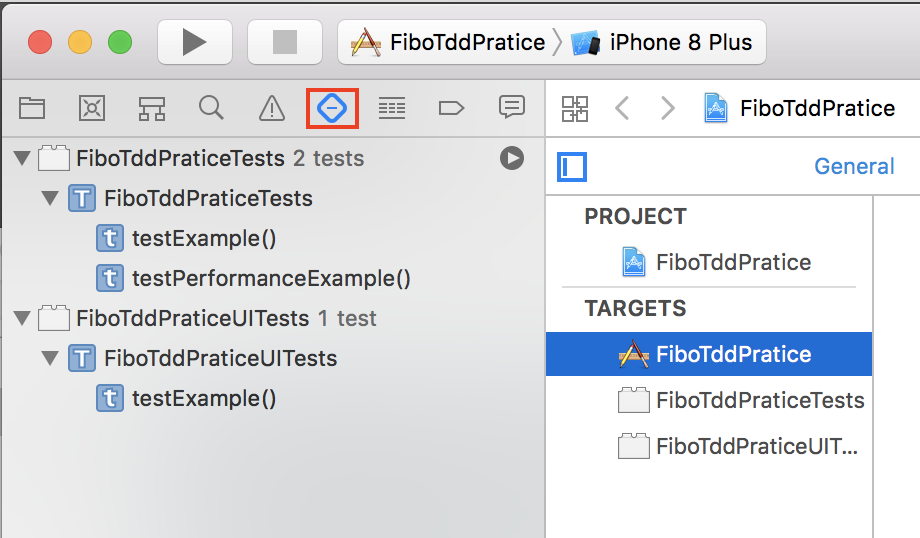 FiboTddPratice iPhone 8 Plus
FiboTddPratice
FiboTddPraticeTests 2 tests
T FiboTddPraticeTests
t testExample()
t testPerformanceExample()
FiboTddPraticeUITests 1 test
T FiboTddPraticeUITests
t testExample()
General
PROJECT
FiboTddPratice
TARGETS
FiboTddPratice
FiboTddPraticeTests
FiboTddPraticeUIT...